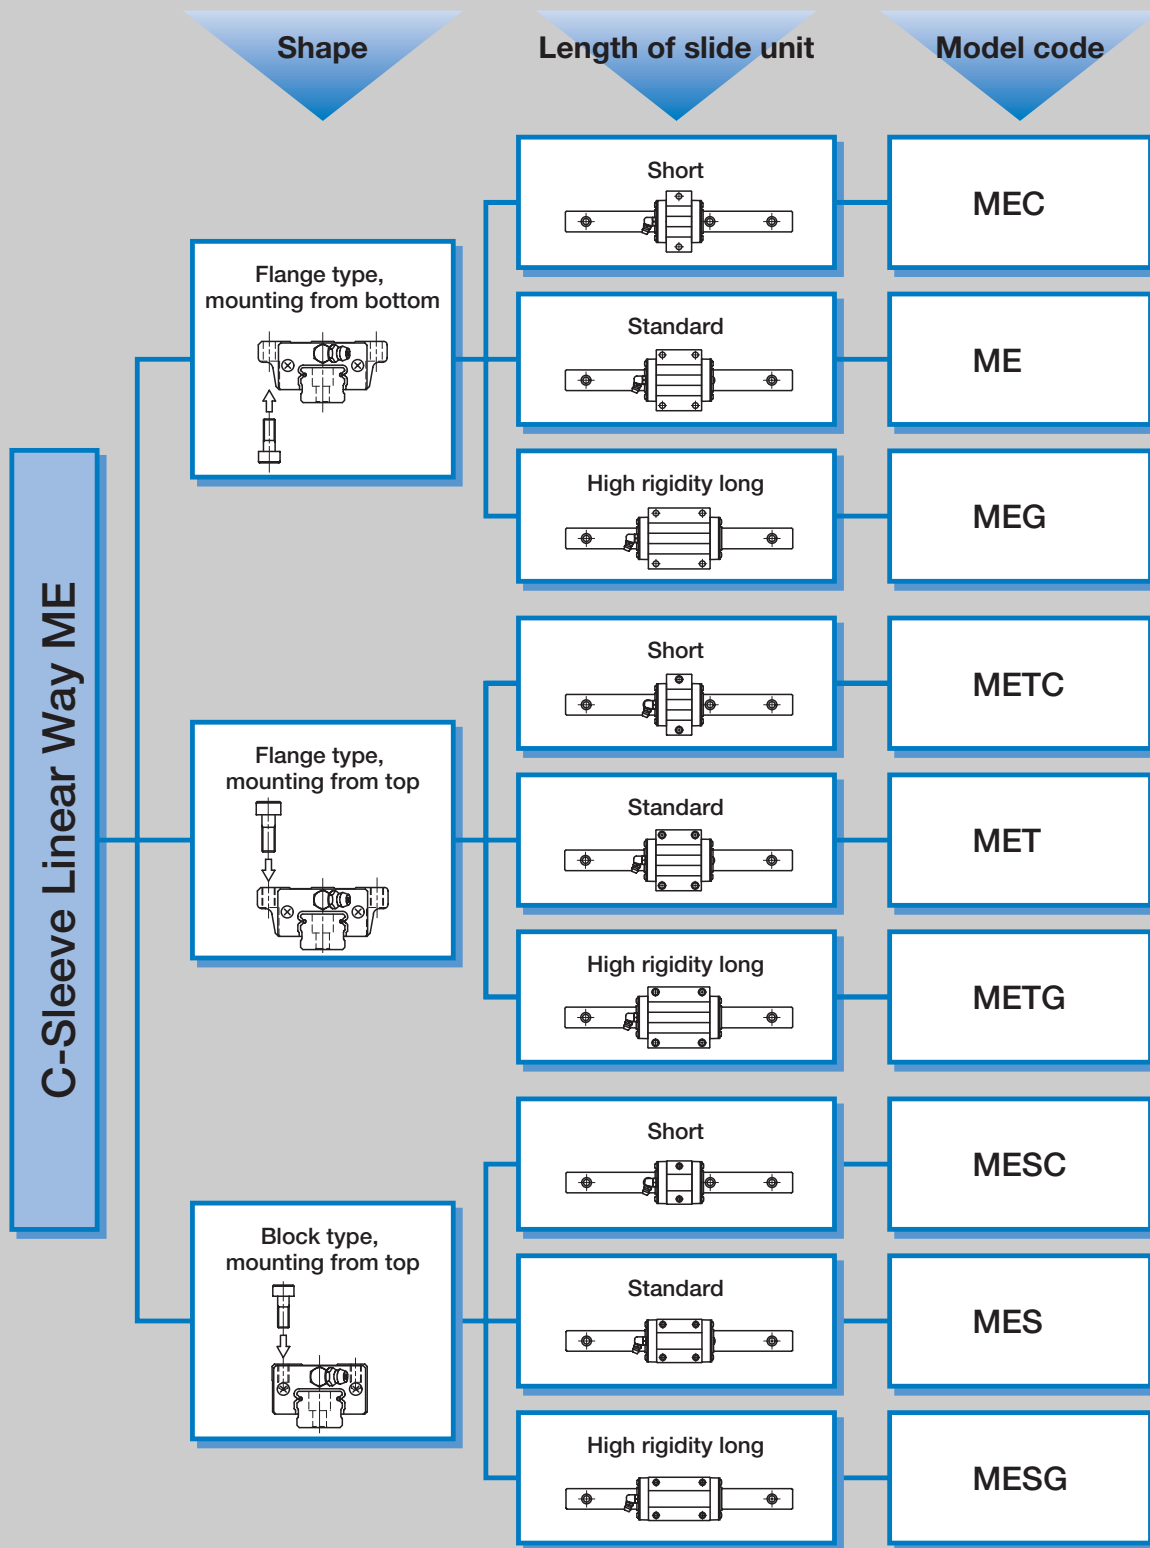 Shape
Length of slide unit
Model code
C-Sleeve Linear Way ME
Flange type,
mounting from bottom
Short
MEC
Standard
ME
High rigidity long
MEG
Flange type,
mounting from top
Short
METC
Standard
MET
High rigidity long
METG
Block type,
mounting from top
Short
MESC
Standard
MES
High rigidity long
MESG